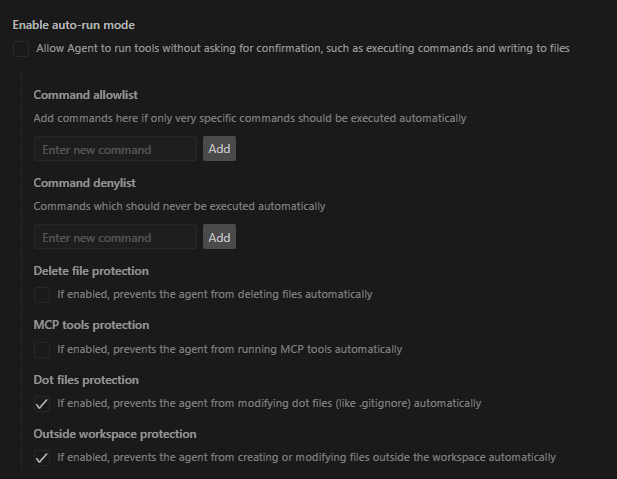 Enable auto-run mode
Allow Agent to run tools without asking for confirmation, such as executing commands and writing to files
Command allowlist
Add commands here if only very specific commands should be executed automatically
Enter new command
Add
Command denylist
Commands which should never be executed automatically
Enter new command
Add
Delete file protection
If enabled, prevents the agent from deleting files automatically
MCP tools protection
If enabled, prevents the agent from running MCP tools automatically
Dot files protection
If enabled, prevents the agent from modifying dot files (like .gitignore) automatically
Outside workspace protection
If enabled, prevents the agent from creating or modifying files outside the workspace automatically